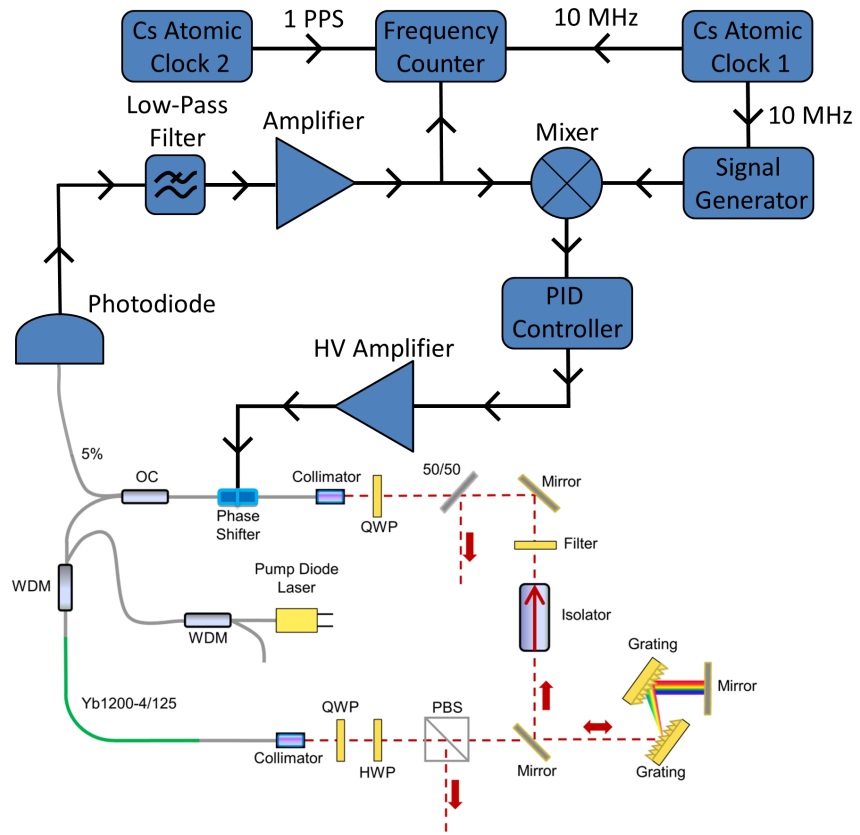 Cs Atomic
Clock 2
1 PPS
Frequency
Counter
10 MHz
Cs Atomic
Clock 1
Low-Pass
Filter
Amplifier
Mixer
10 MHz
Signal
Generator
Photodiode
PID
Controller
HV Amplifier
5%
OC
Phase
Shifter
Collimator
QWP
50/50
Mirror
Filter
WDM
Pump Diode
Laser
WDM
Isolator
Grating
Mirror
Yb1200-4/125
QWP
PBS
Collimator
HWP
Mirror
Grating